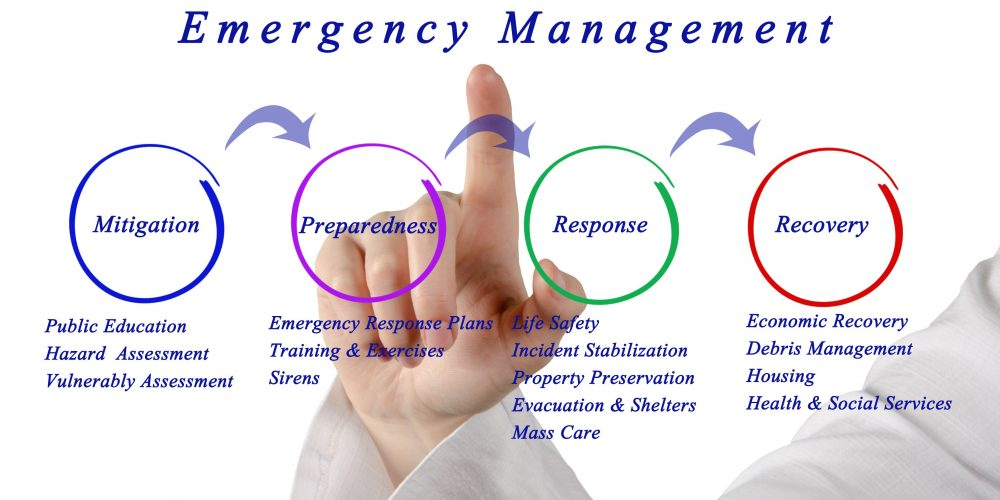 Emergency Management
Mitigation
Public Education
Hazard Assessment
Vulnerably Assessment
Preparedness
Emergency Response Plans
Training & Exercises
Sirens
Response
Life Safety
Incident Stabilization
Property Preservation
Evacuation & Shelters
Mass Care
Recovery
Economic Recovery
Debris Management
Housing
Health & Social Services